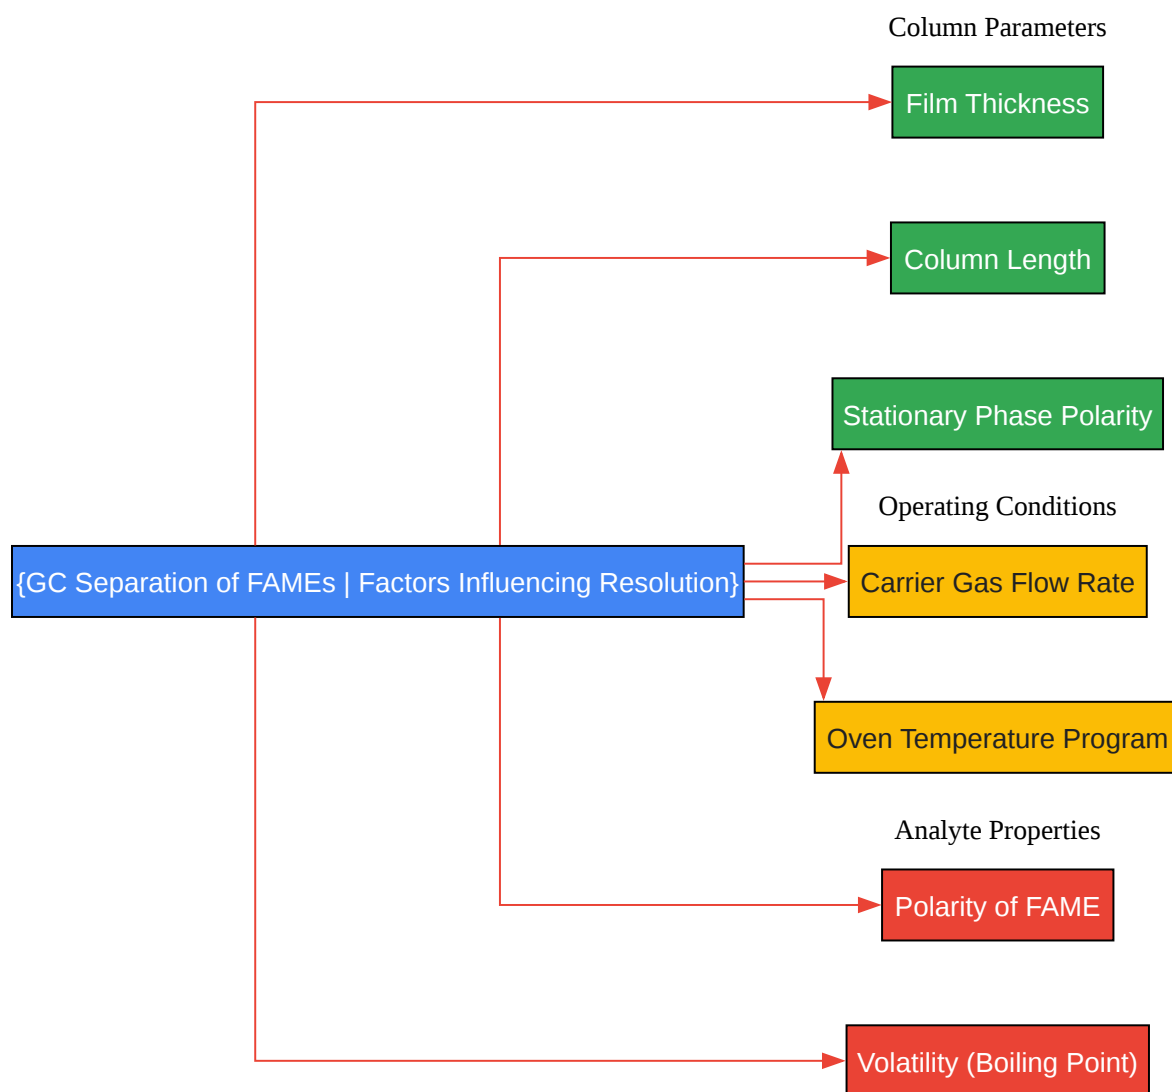 Column Parameters
Film Thickness
Column Length
Stationary Phase Polarity
Operating Conditions
{GC Separation of FAMEs | Factors Influencing Resolution}
Carrier Gas Flow Rate
Oven Temperature Program
Analyte Properties
Polarity of FAME
Volatility (Boiling Point)